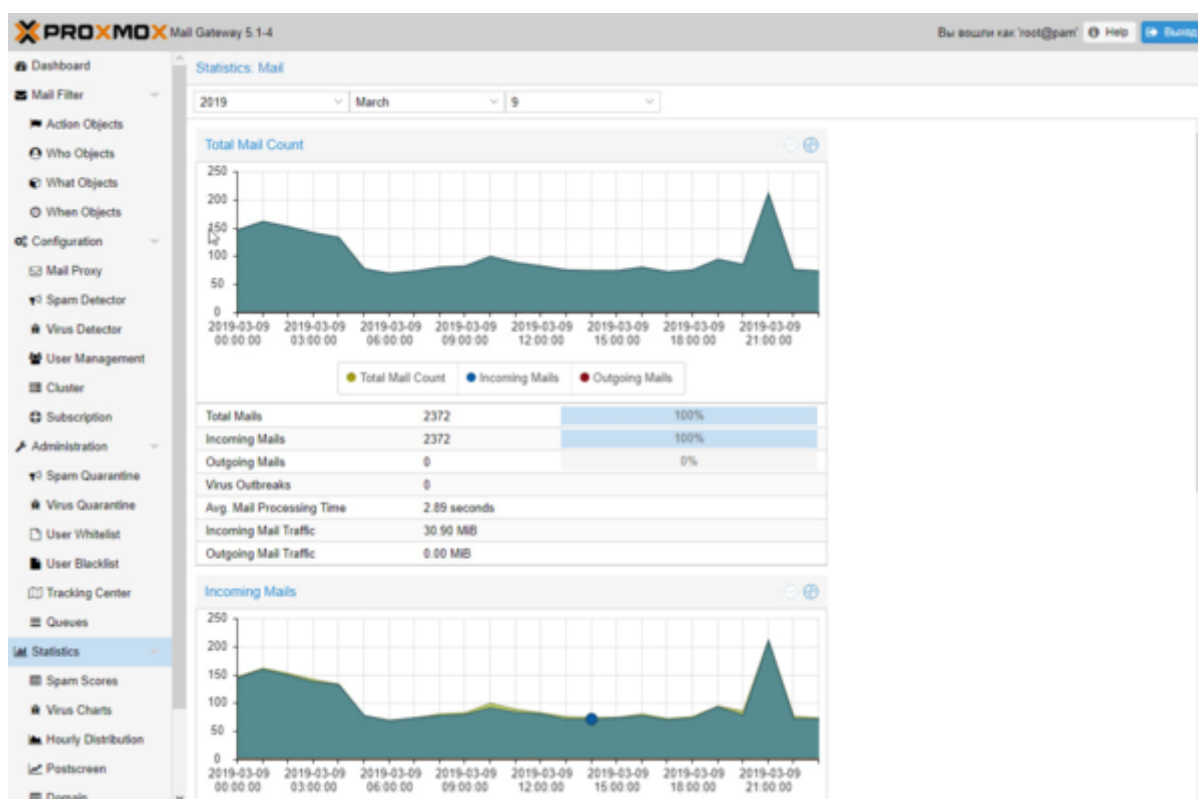 PROXMOX Mail Gateway 5.1-4
Вы вошли как 'root@pam' Help Выход
Dashboard
Mail Filter
Action Objects
Who Objects
What Objects
When Objects
Configuration
Mail Proxy
Spam Detector
Virus Detector
User Management
Cluster
Subscription
Administration
Spam Quarantine
Virus Quarantine
User Whitelist
User Blacklist
Tracking Center
Queues
Statistics
Spam Scores
Virus Charts
Hourly Distribution
Postscreen
Domain
Statistics: Mail
2019 March 9
Total Mail Count
250
200
150
100
50
0
2019-03-09 2019-03-09 2019-03-09 2019-03-09 2019-03-09 2019-03-09 2019-03-09 2019-03-09
00:00:00 03:00:00 06:00:00 09:00:00 12:00:00 15:00:00 18:00:00 21:00:00
Total Mail Count Incoming Mails Outgoing Mails
Total Mails 2372 100%
Incoming Mails 2372 100%
Outgoing Mails 0 0%
Virus Outbreaks 0
Avg. Mail Processing Time 2.89 seconds
Incoming Mail Traffic 30.90 MiB
Outgoing Mail Traffic 0.00 MiB
Incoming Mails
250
200
150
100
50
0
2019-03-09 2019-03-09 2019-03-09 2019-03-09 2019-03-09 2019-03-09 2019-03-09 2019-03-09
00:00:00 03:00:00 06:00:00 09:00:00 12:00:00 15:00:00 18:00:00 21:00:00